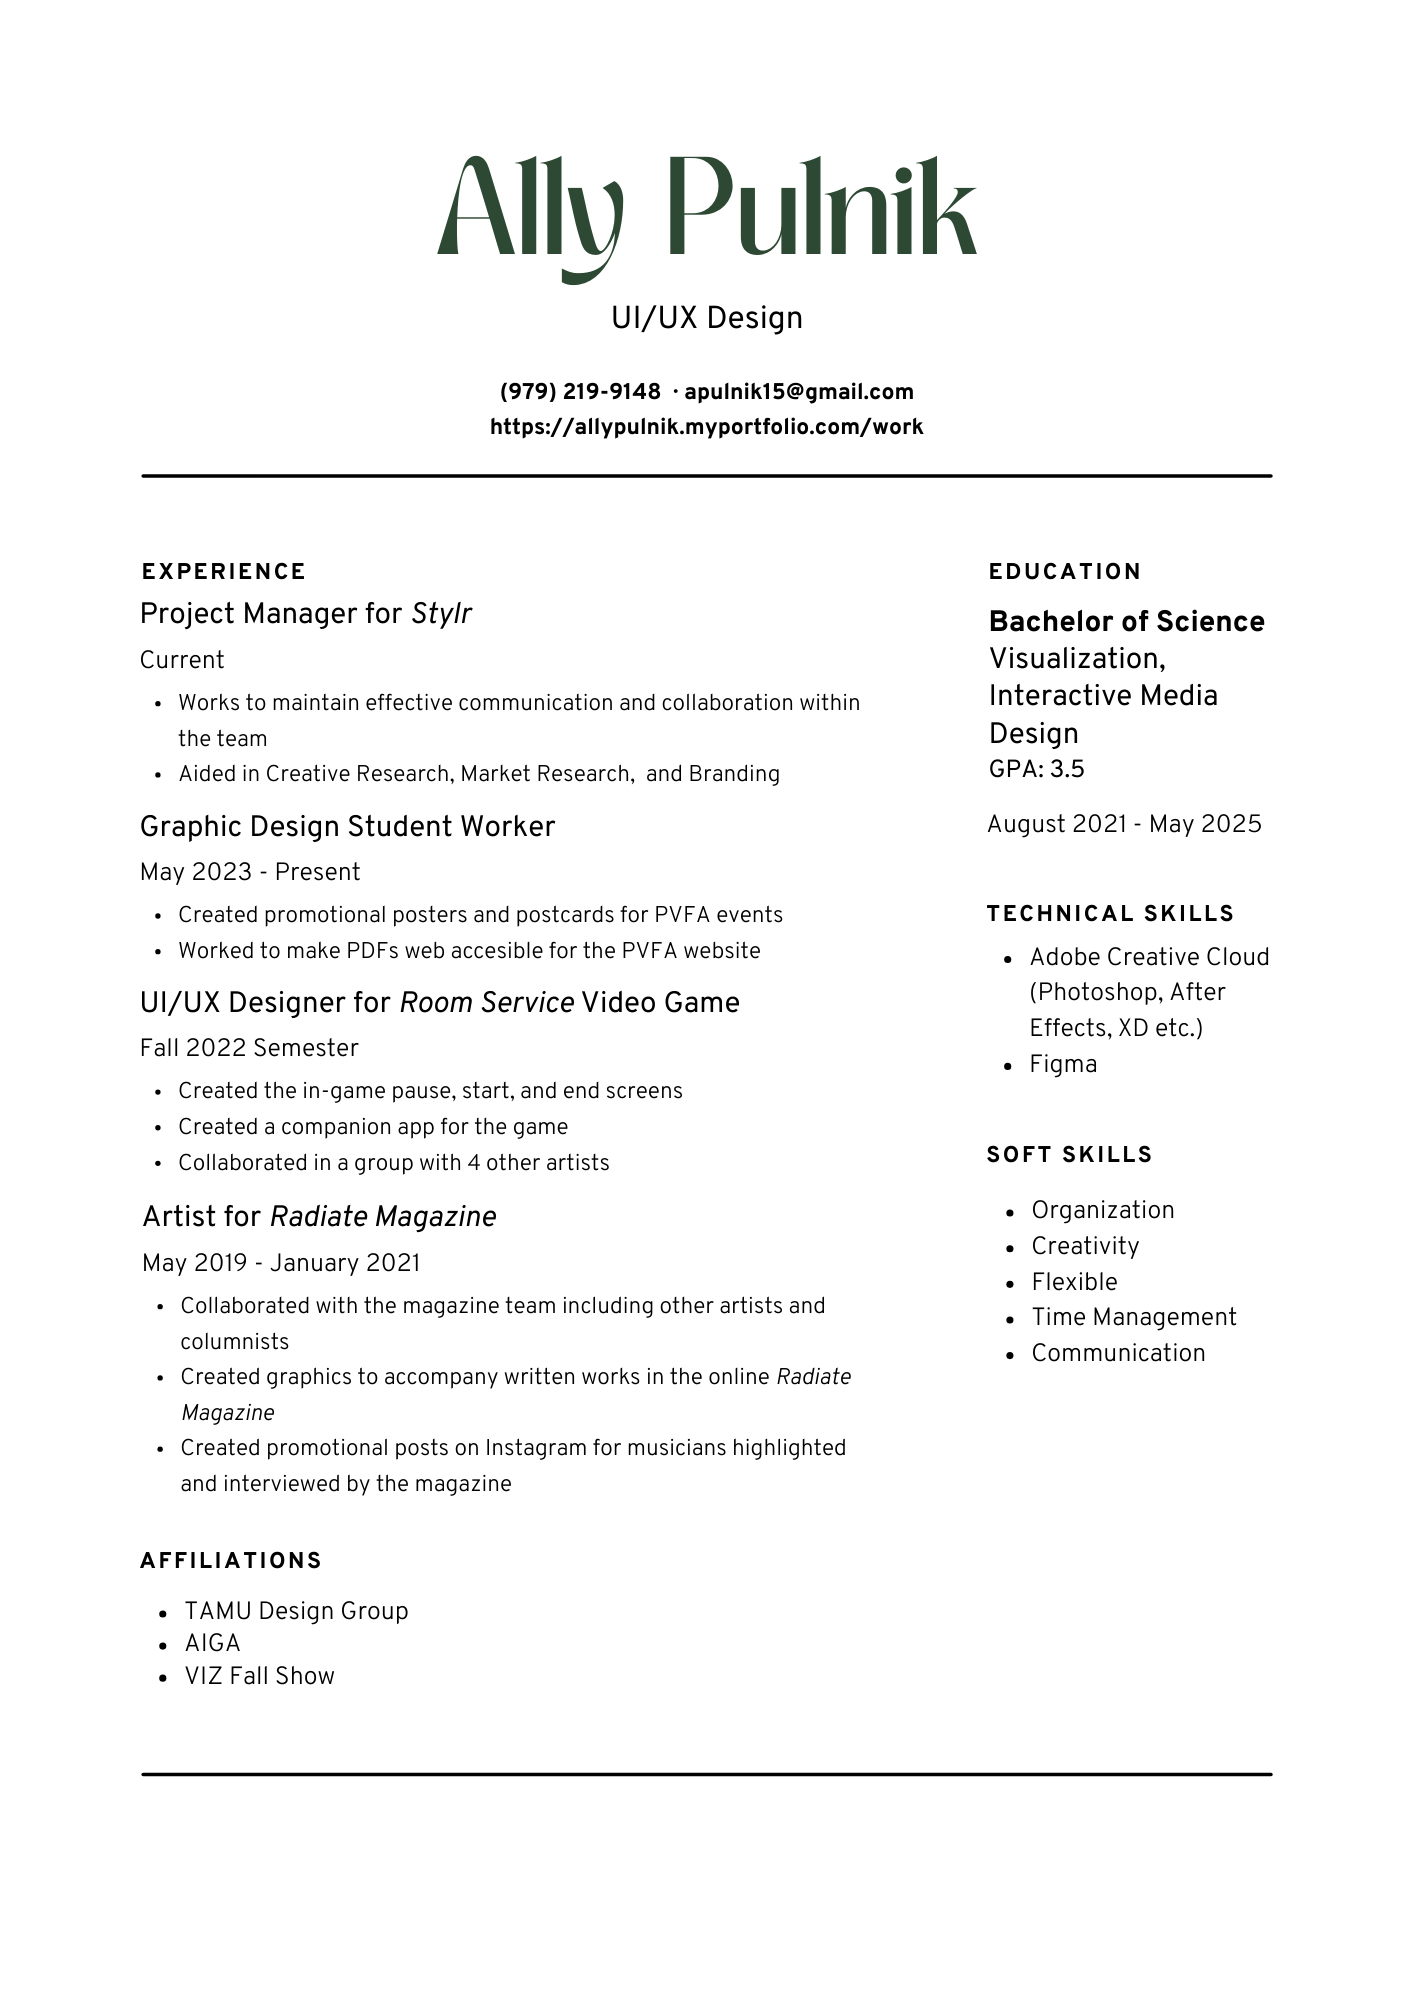 Ally Pulnik
UI/UX Design
(979) 219-9148 · apulnik15@gmail.com
https://allypulnik.myportfolio.com/work
EXPERIENCE
Project Manager for Stylr
Current
• Works to maintain effective communication and collaboration within
the team
• Aided in Creative Research, Market Research,  and Branding
Graphic Design Student Worker
May 2023 - Present
• Created promotional posters and postcards for PVFA events
• Worked to make PDFs web accesible for the PVFA website
UI/UX Designer for Room Service Video Game
Fall 2022 Semester
• Created the in-game pause, start, and end screens
• Created a companion app for the game
• Collaborated in a group with 4 other artists
Artist for Radiate Magazine
May 2019 - January 2021
• Collaborated with the magazine team including other artists and
columnists
• Created graphics to accompany written works in the online Radiate
Magazine
• Created promotional posts on Instagram for musicians highlighted
and interviewed by the magazine
AFFILIATIONS
• TAMU Design Group
• AIGA
• VIZ Fall Show
EDUCATION
Bachelor of Science
Visualization,
Interactive Media
Design
GPA: 3.5
August 2021 - May 2025
TECHNICAL SKILLS
• Adobe Creative Cloud
(Photoshop, After
Effects, XD etc.)
• Figma
SOFT SKILLS
• Organization
• Creativity
• Flexible
• Time Management
• Communication